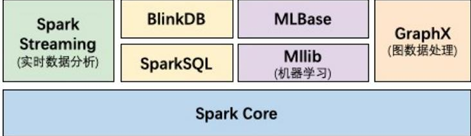 Spark
Streaming
(实时数据分析)
BlinkDB
SparkSQL
MLBase
Mllib
(机器学习)
GraphX
(图数据处理)
Spark Core